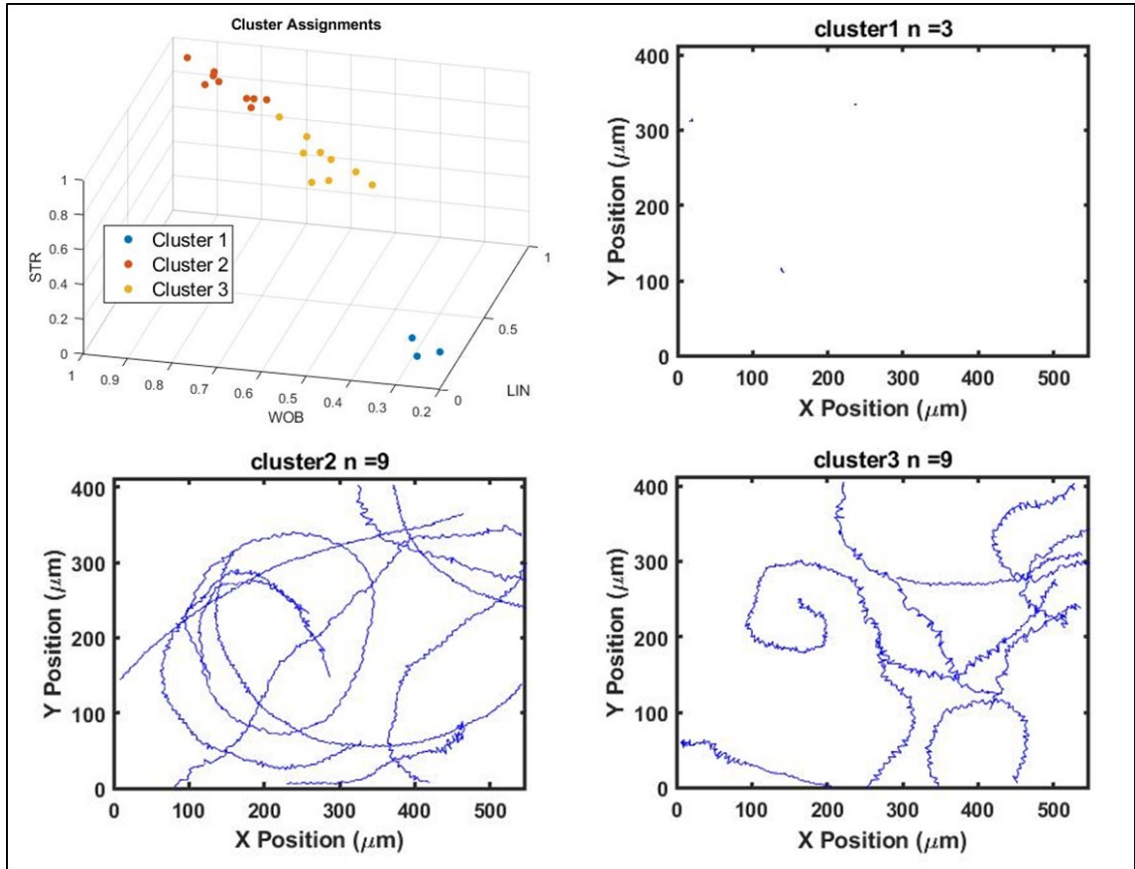 Cluster Assignments
1
0.8
0.6
0.4
0.2
0
STR
Cluster 1
Cluster 2
Cluster 3
1
0.5
0
LIN
1
0.9
0.8
0.7
0.6
0.5
0.4
0.3
0.2
WOB
cluster1 n =3
400
300
200
100
0
Y Position (μm)
0 100 200 300 400 500
X Position (μm)
cluster2 n =9
400
300
200
100
0
Y Position (μm)
0 100 200 300 400 500
X Position (μm)
cluster3 n =9
400
300
200
100
0
Y Position (μm)
0 100 200 300 400 500
X Position (μm)